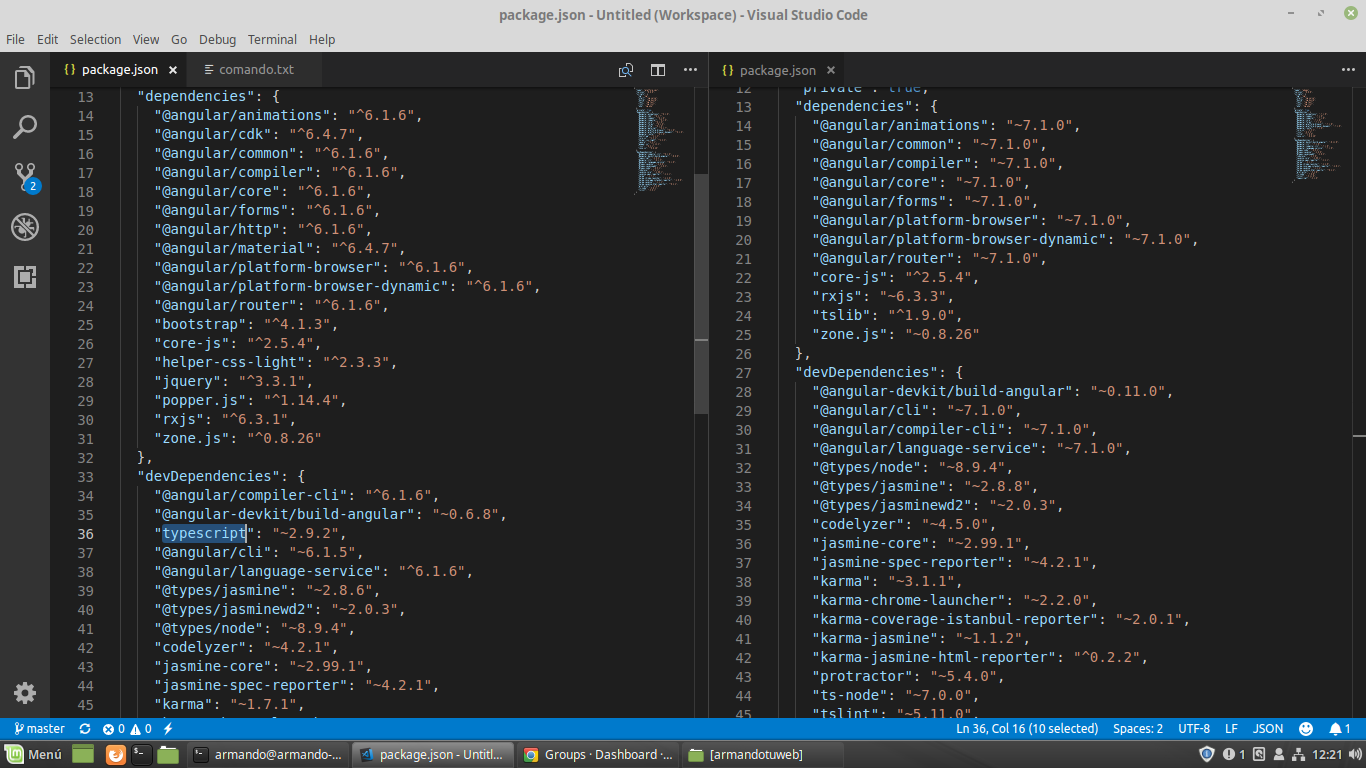 package.json - Untitled (Workspace) - Visual Studio Code
File Edit Selection View Go Debug Terminal Help
{} package.json × comando.txt
13 "dependencies": {
14 "@angular/animations": "^6.1.6",
15 "@angular/cdk": "^6.4.7",
16 "@angular/common": "^6.1.6",
17 "@angular/compiler": "^6.1.6",
18 "@angular/core": "^6.1.6",
19 "@angular/forms": "^6.1.6",
20 "@angular/http": "^6.1.6",
21 "@angular/material": "^6.4.7",
22 "@angular/platform-browser": "^6.1.6",
23 "@angular/platform-browser-dynamic": "^6.1.6",
24 "@angular/router": "^6.1.6",
25 "bootstrap": "^4.1.3",
26 "core-js": "^2.5.4",
27 "helper-css-light": "^2.3.3",
28 "jquery": "^3.3.1",
29 "popper.js": "^1.14.4",
30 "rxjs": "^6.3.1",
31 "zone.js": "^0.8.26"
32 },
33 "devDependencies": {
34 "@angular/compiler-cli": "^6.1.6",
35 "@angular-devkit/build-angular": "~0.6.8",
36 "typescript": "~2.9.2",
37 "@angular/cli": "~6.1.5",
38 "@angular/language-service": "^6.1.6",
39 "@types/jasmine": "~2.8.6",
40 "@types/jasminewd2": "~2.0.3",
41 "@types/node": "~8.9.4",
42 "codelyzer": "~4.2.1",
43 "jasmine-core": "~2.99.1",
44 "jasmine-spec-reporter": "~4.2.1",
45 "karma": "~1.7.1",
{} package.json ×
12 "private": true,
13 "dependencies": {
14 "@angular/animations": "~7.1.0",
15 "@angular/common": "~7.1.0",
16 "@angular/compiler": "~7.1.0",
17 "@angular/core": "~7.1.0",
18 "@angular/forms": "~7.1.0",
19 "@angular/platform-browser": "~7.1.0",
20 "@angular/platform-browser-dynamic": "~7.1.0",
21 "@angular/router": "~7.1.0",
22 "core-js": "^2.5.4",
23 "rxjs": "~6.3.3",
24 "tslib": "^1.9.0",
25 "zone.js": "~0.8.26"
26 },
27 "devDependencies": {
28 "@angular-devkit/build-angular": "~0.11.0",
29 "@angular/cli": "~7.1.0",
30 "@angular/compiler-cli": "~7.1.0",
31 "@angular/language-service": "~7.1.0",
32 "@types/node": "~8.9.4",
33 "@types/jasmine": "~2.8.8",
34 "@types/jasminewd2": "~2.0.3",
35 "codelyzer": "~4.5.0",
36 "jasmine-core": "~2.99.1",
37 "jasmine-spec-reporter": "~4.2.1",
38 "karma": "~3.1.1",
39 "karma-chrome-launcher": "~2.2.0",
40 "karma-coverage-istanbul-reporter": "~2.0.1",
41 "karma-jasmine": "~1.1.2",
42 "karma-jasmine-html-reporter": "^0.2.2",
43 "protractor": "~5.4.0",
44 "ts-node": "~7.0.0",
45 "tslint": "~5.11.0",
2
master 0 0 Ln 36, Col 16 (10 selected) Spaces: 2 UTF-8 LF JSON 1
Menú armando@armando-... package.json - Untitl... Groups · Dashboard ·... [armandotuweb] 1 12:21